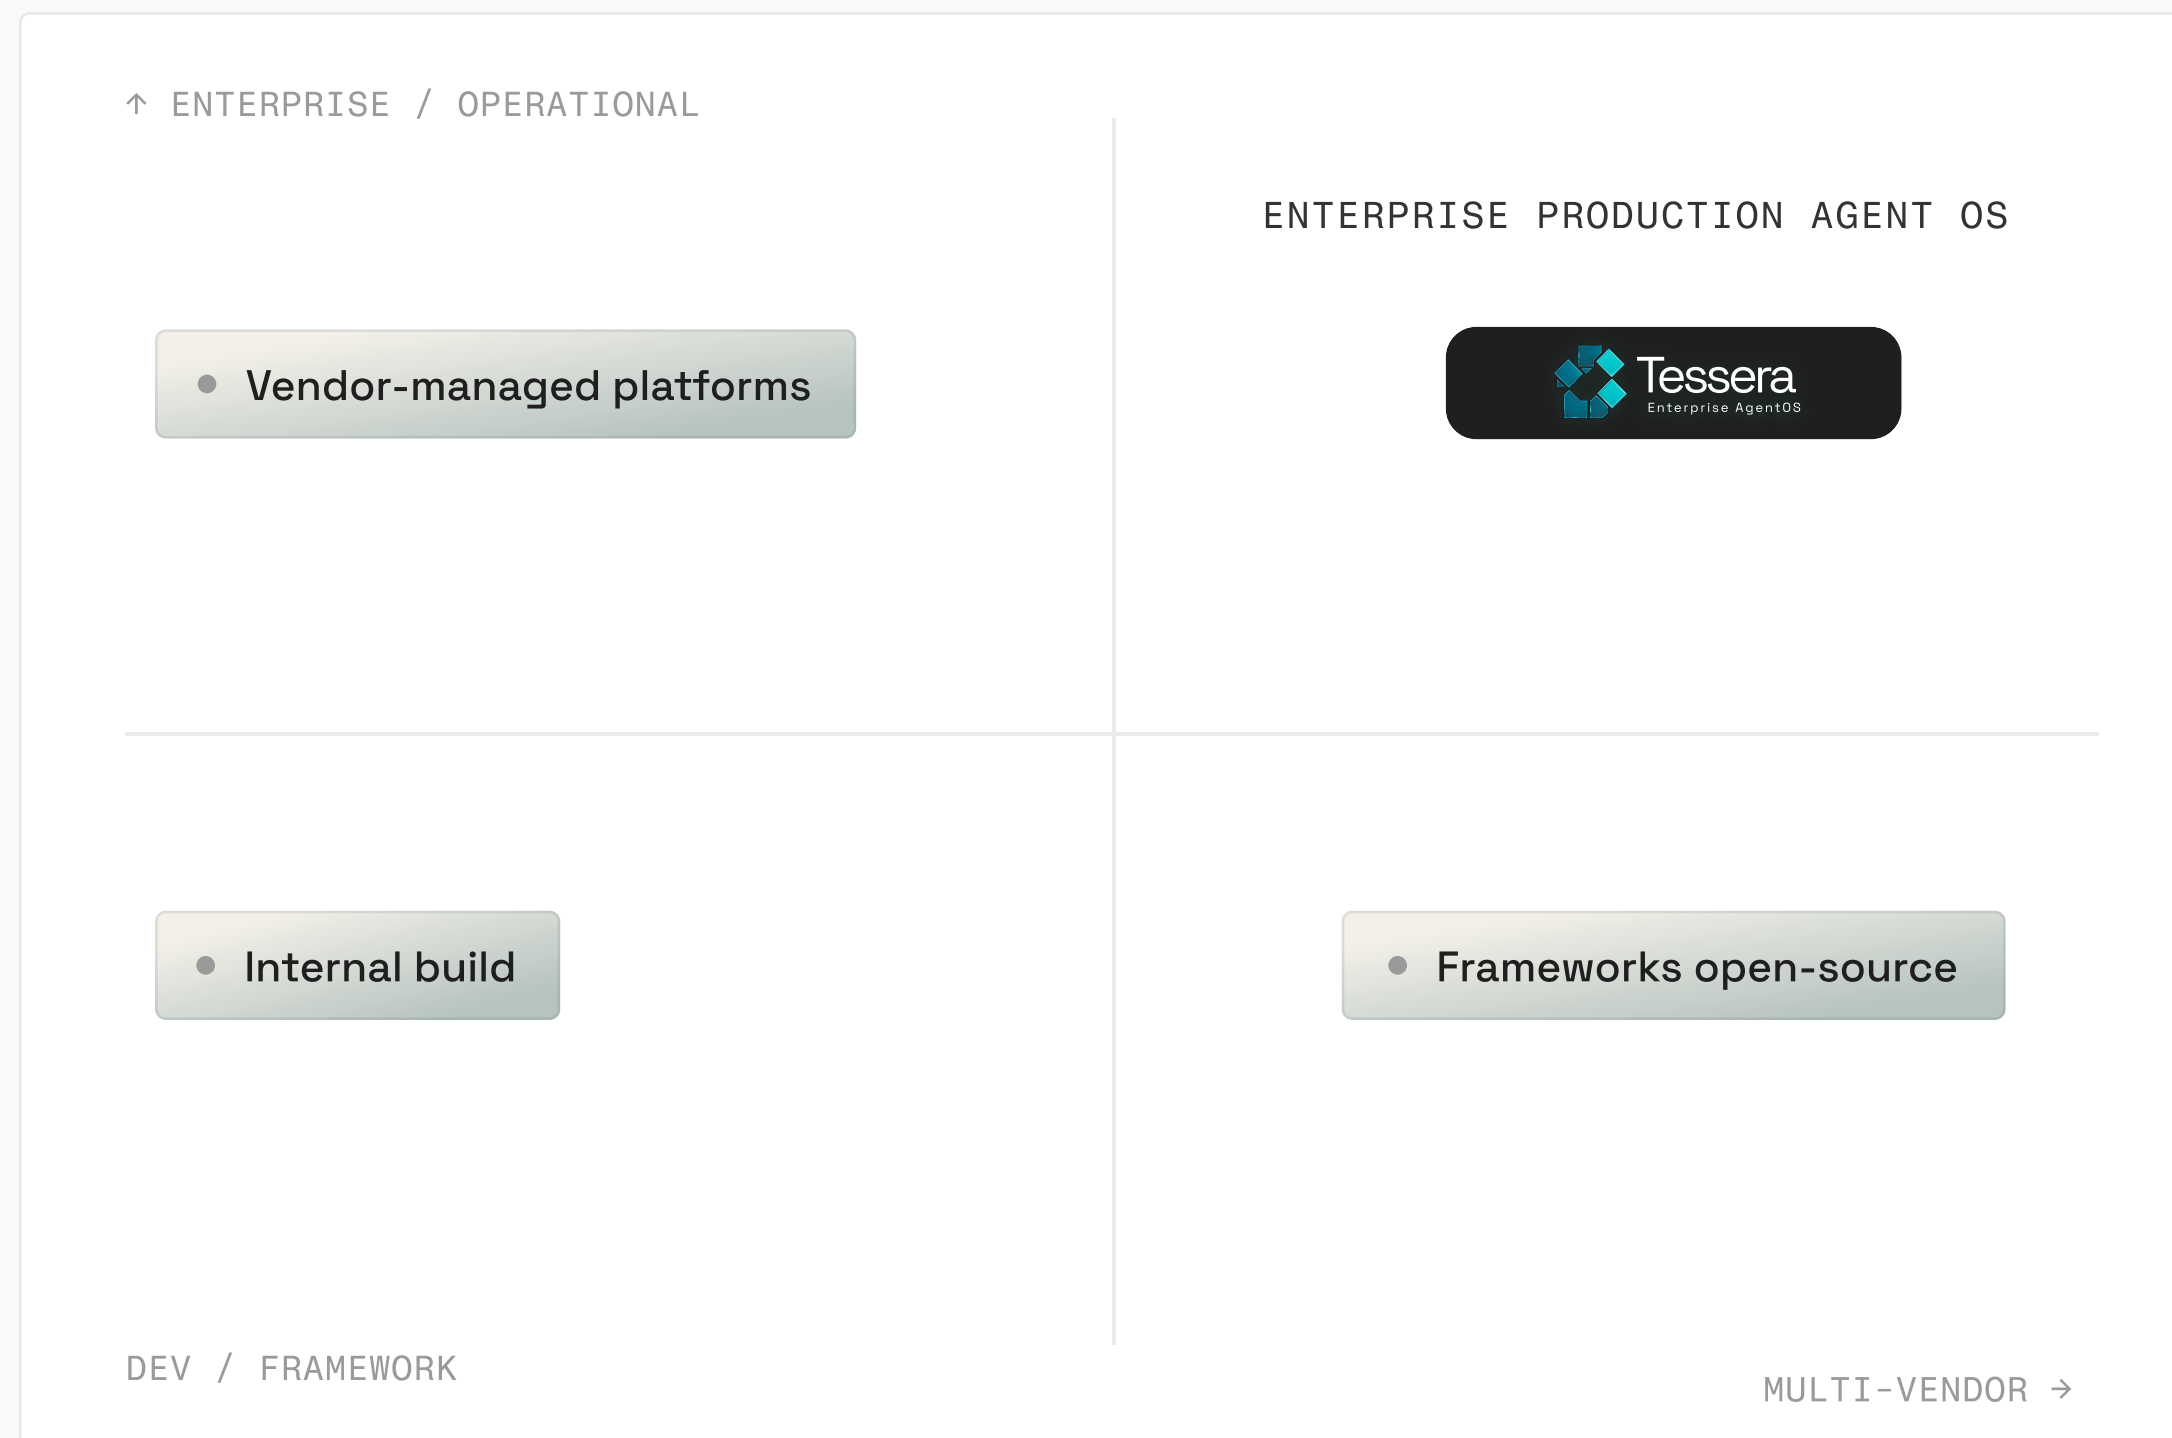 ↑ ENTERPRISE / OPERATIONAL
ENTERPRISE PRODUCTION AGENT OS
Vendor-managed platforms
Tessera
Enterprise AgentOS
Internal build
Frameworks open-source
DEV / FRAMEWORK
MULTI-VENDOR →